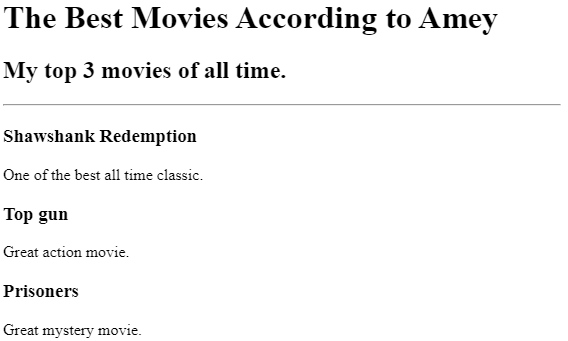 The Best Movies According to Amey
My top 3 movies of all time.
Shawshank Redemption
One of the best all time classic.
Top gun
Great action movie.
Prisoners
Great mystery movie.